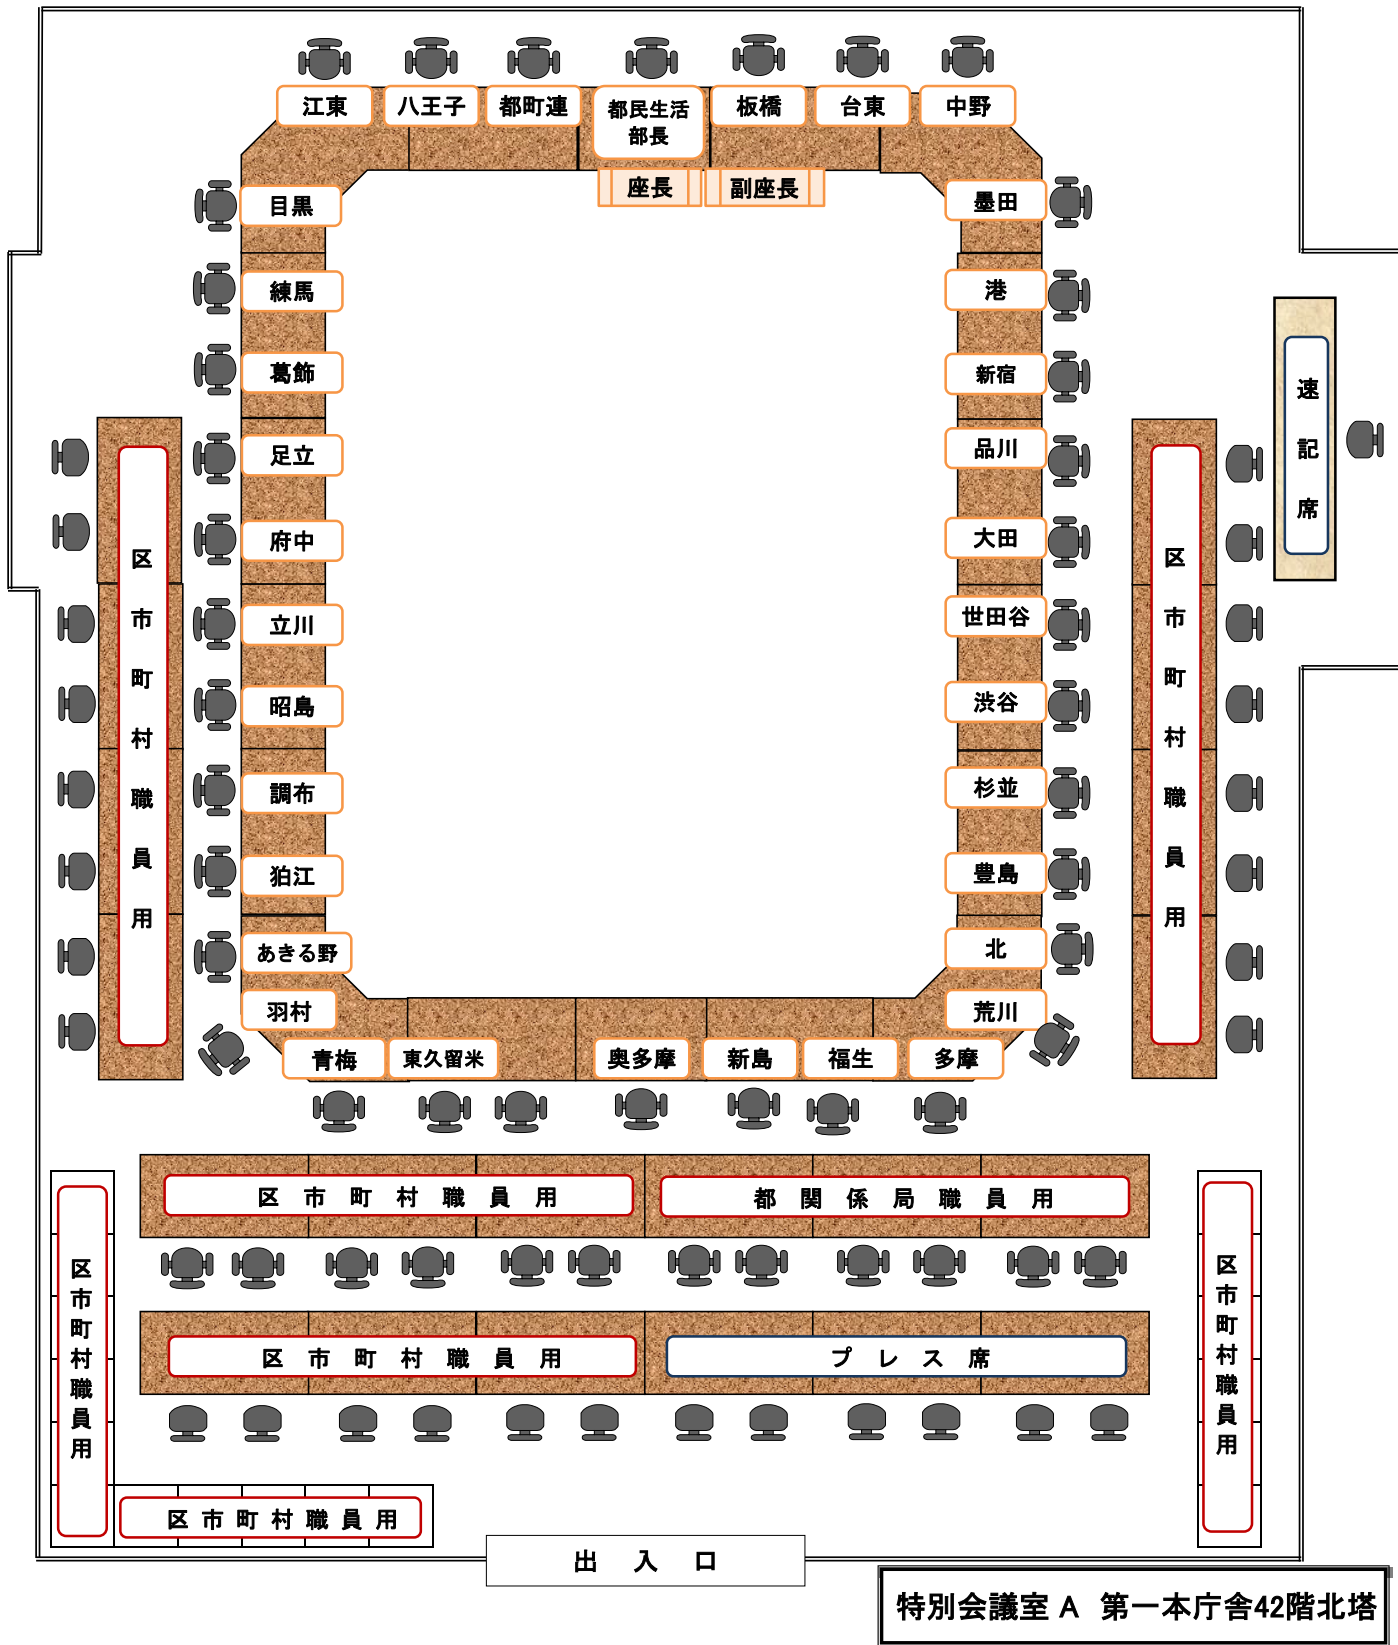 江東
八王子
都町連
都民生活
部長
板橋
台東
中野
座長
副座長
目黒
墨田
練馬
港
葛飾
新宿
足立
品川
府中
大田
立川
世田谷
昭島
渋谷
調布
杉並
狛江
豊島
あきる野
北
羽村
荒川
青梅
東久留米
奥多摩
新島
福生
多摩
区市町村職員用
区市町村職員用
速記席
区市町村職員用
都関係局職員用
区市町村職員用
プレス席
区市町村職員用
区市町村職員用
区市町村職員用
出入口
特別会議室 A 第一本庁舎42階北塔